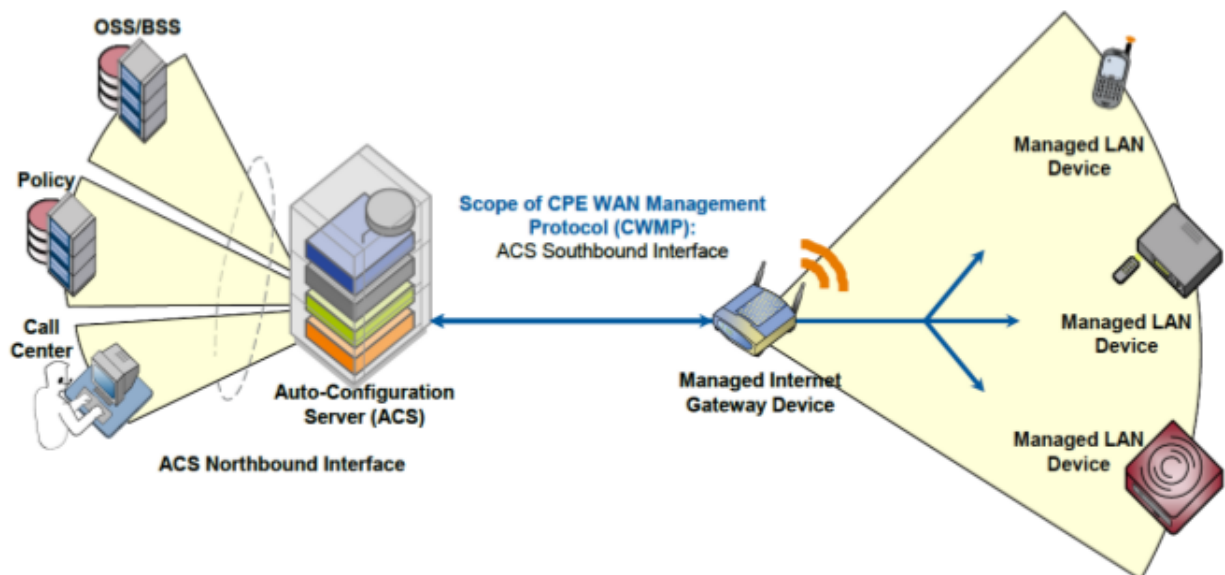 OSS/BSS
Policy
Call
Center
Auto-Configuration
Server (ACS)
ACS Northbound Interface
Scope of CPE WAN Management
Protocol (CWMP):
ACS Southbound Interface
Managed Internet
Gateway Device
Managed LAN
Device
Managed LAN
Device
Managed LAN
Device